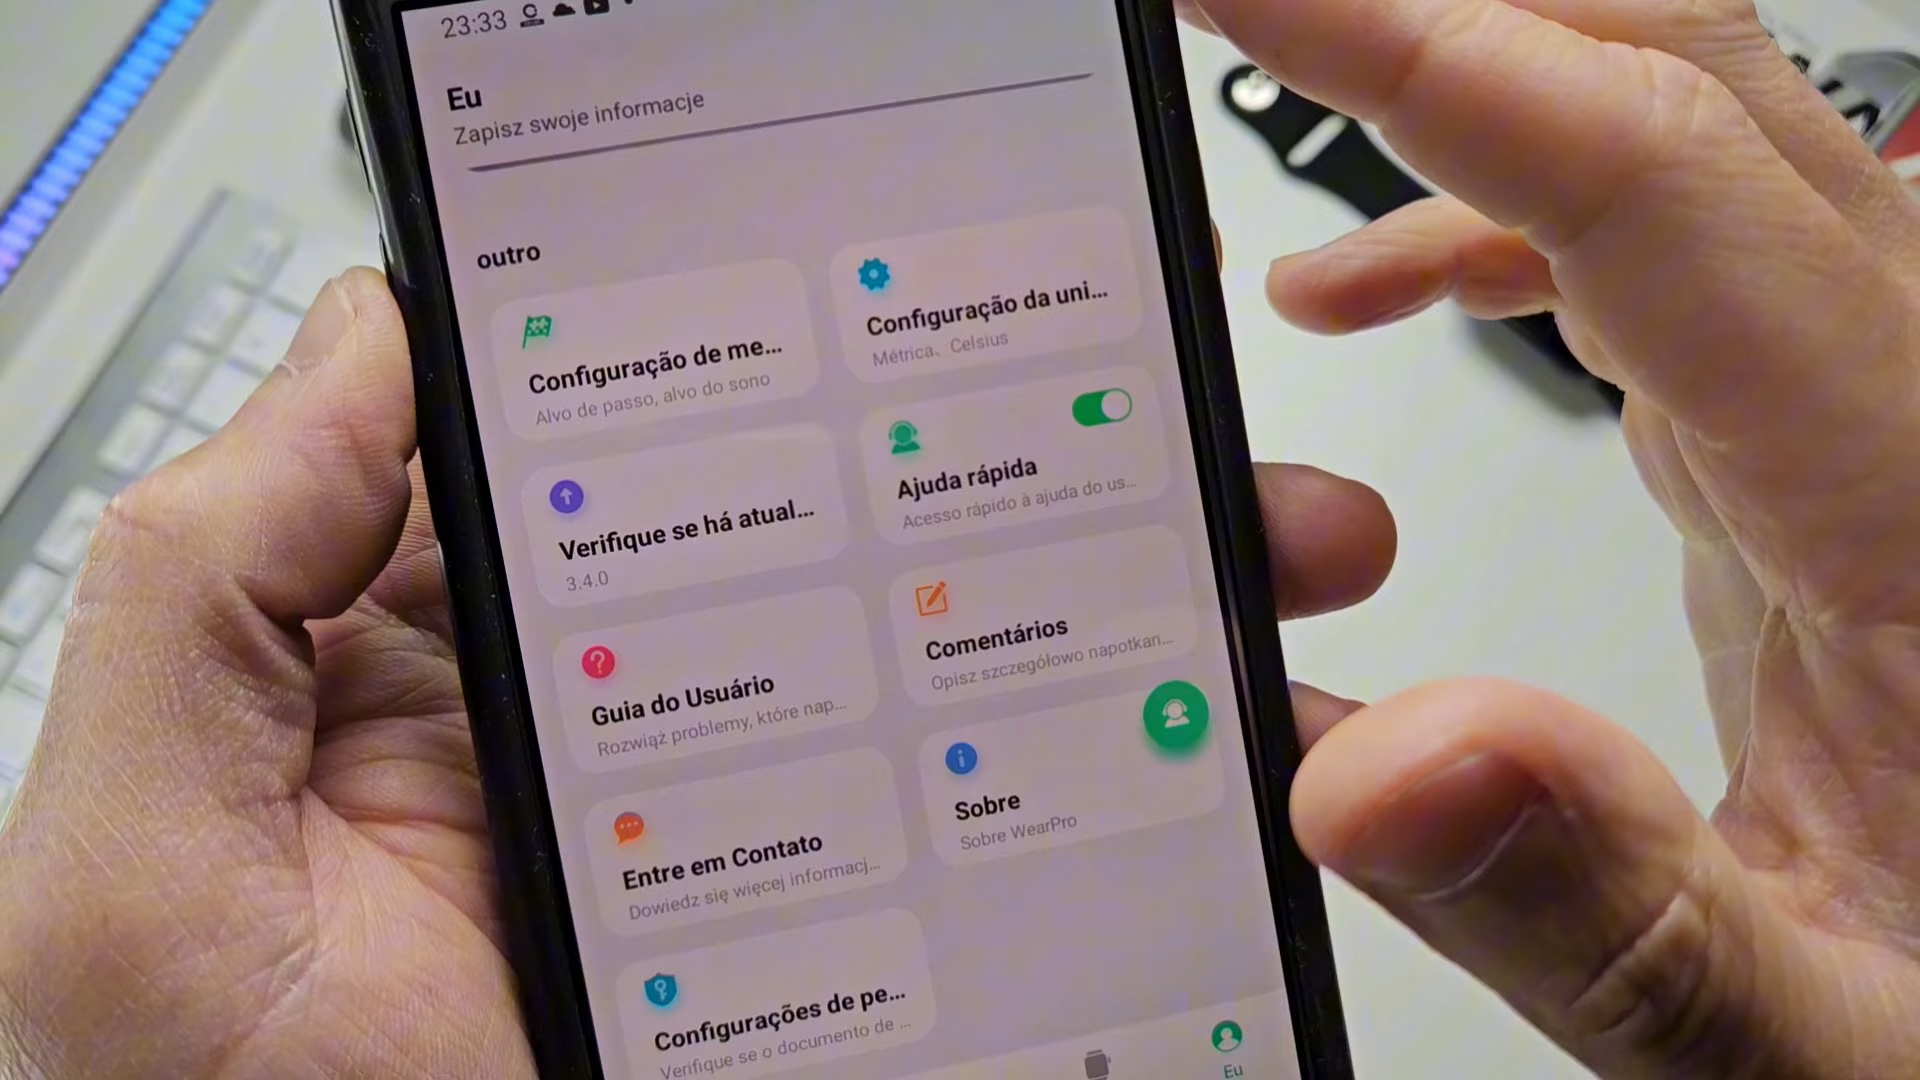 23:33
Eu
Zapisz swoje informacje
outro
Configuração de me...
Alvo de passo, alvo do sono
Configuração da uni...
Métrica、Celsius
Verifique se há atual...
3.4.0
Ajuda rápida
Acesso rápido à ajuda do us...
Guia do Usuário
Rozwiąż problemy, które nap...
Comentários
Opisz szczegółowo napotkan...
Entre em Contato
Dowiedz się więcej informacj...
Sobre
Sobre WearPro
Configurações de pe...
Verifique se o documento de ...
Eu